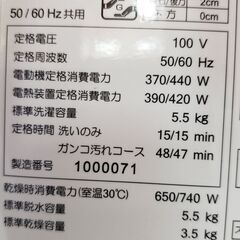 50/60Hz共用
後方 2cm
方 0cm
定格電圧 100 V
定格周波数 50/60 Hz
電動機定格消費電力 370/440 W
電熱装置定格消費電力 390/420 W
標準洗濯容量 5.5 kg
定格時間 洗いのみ 15/15 min
ガンコ汚れコース 48/47 min
製造番号 1000071
乾燥時消費電力(室温30℃) 650/740 W
標準脱水容量 5.5 kg
標準乾燥容量 3.5 kg